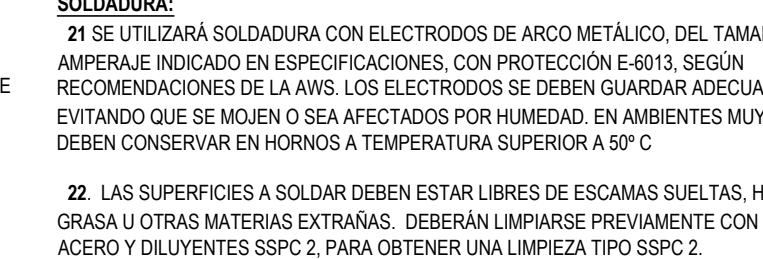 SOLDADURA:
21 SE UTILIZARÁ SOLDADURA CON ELECTRODOS DE ARCO METÁLICO, DEL
AMPERAJE INDICADO EN ESPECIFICACIONES, CON PROTECCIÓN E-6013, SEGÚN
E RECOMENDACIONES DE LA AWS. LOS ELECTRODOS SE DEBEN GUARDAR
EVITANDO QUE SE MOJEN O SEA AFECTADOS POR HUMEDAD. EN AMBIENTES MUY
DEBEN CONSERVAR EN HORNOS A TEMPERATURA SUPERIOR A 50º C
22. LAS SUPERFICIES A SOLDAR DEBEN ESTAR LIBRES DE ESCAMAS SUELTAS,
GRASA U OTRAS MATERIAS EXTRAÑAS. DEBERÁN LIMPIARSE PREVIAMENTE CON
ACERO Y DILUYENTES SSPC 2, PARA OBTENER UNA LIMPIEZA TIPO SSPC 2.